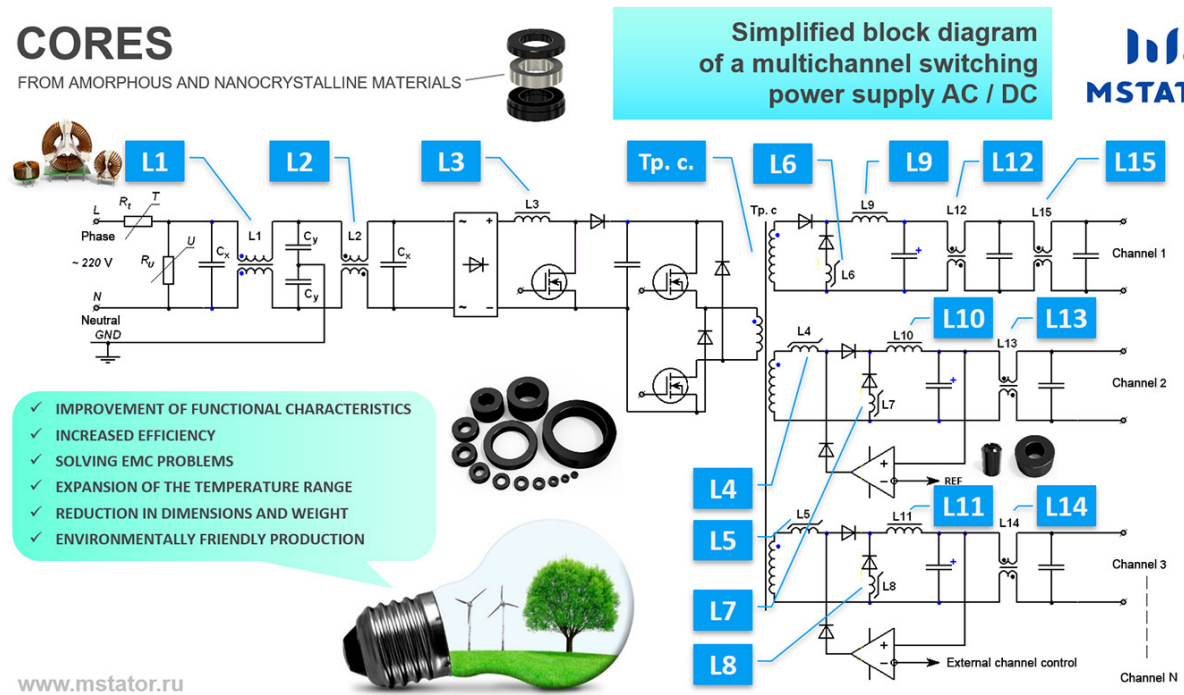 CORES
FROM AMORPHOUS AND NANOCRYSTALLINE MATERIALS
Simplified block diagram
of a multichannel switching
power supply AC / DC
MSTAT
L1
L2
L3
Tp. c.
L6
L9
L12
L15
L
Phase
~ 220 V
N
Neutral
GND
Rt
T
RU
U
Cx
L1
Cy
Cy
L2
Cx
~
~
+
−
L3
Tp. c
L9
L6
+
L12
L15
Channel 1
L10
L13
L4
L10
L7
+
L13
Channel 2
+
−
REF
✓ IMPROVEMENT OF FUNCTIONAL CHARACTERISTICS
✓ INCREASED EFFICIENCY
✓ SOLVING EMC PROBLEMS
✓ EXPANSION OF THE TEMPERATURE RANGE
✓ REDUCTION IN DIMENSIONS AND WEIGHT
✓ ENVIRONMENTALLY FRIENDLY PRODUCTION
L4
L5
L7
L8
L11
L14
L5
L11
L8
+
L14
Channel 3
+
−
External channel control
Channel N
www.mstator.ru